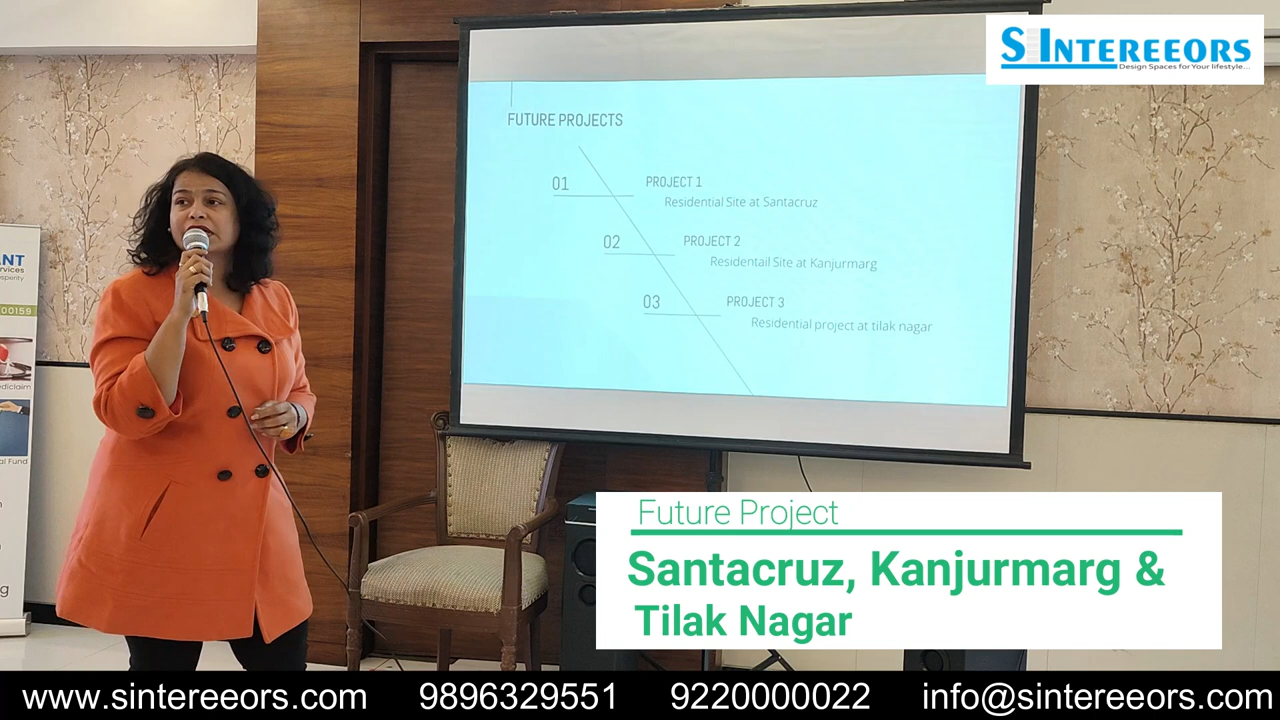 S INTEREEORS
Design Spaces for Your lifestyle...
FUTURE PROJECTS
01
PROJECT 1
Residential Site at Santacruz
02
PROJECT 2
Residentail Site at Kanjurmarg
03
PROJECT 3
Residential project at tilak nagar
00159
Future Project
Santacruz, Kanjurmarg &
Tilak Nagar
www.sintereeors.com 9896329551 9220000022 info@sintereeors.com